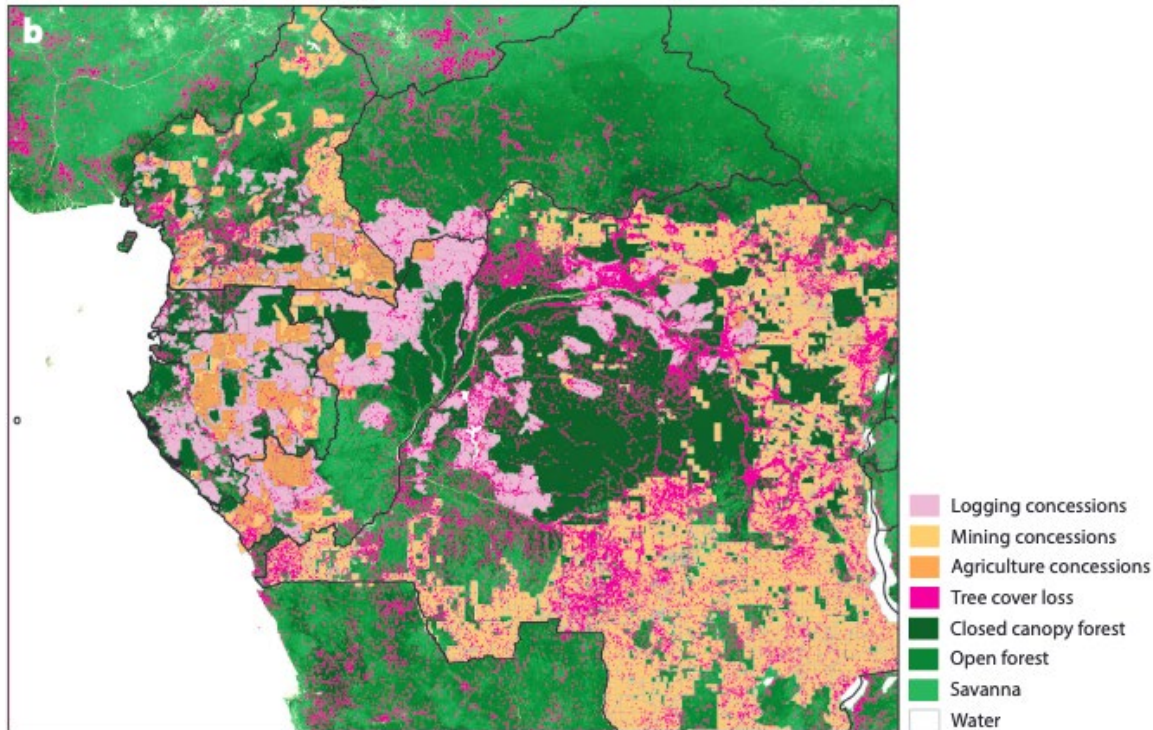 b
Logging concessions
Mining concessions
Agriculture concessions
Tree cover loss
Closed canopy forest
Open forest
Savanna
Water